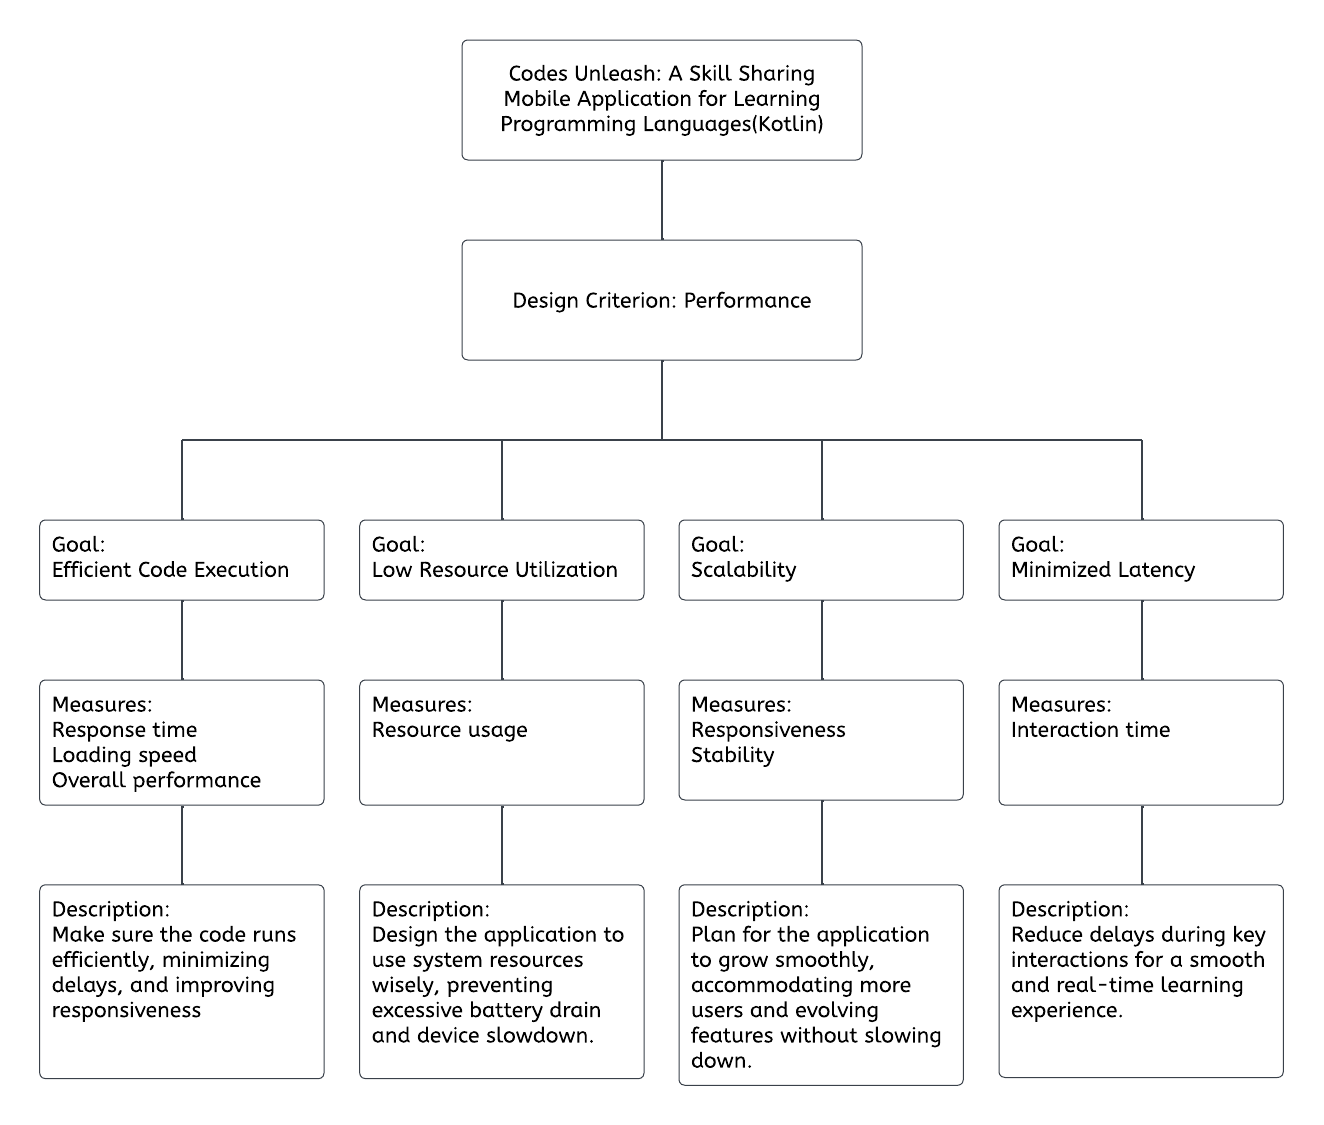 Codes Unleash: A Skill Sharing
Mobile Application for Learning
Programming Languages(Kotlin)
Design Criterion: Performance
Goal:
Efficient Code Execution
Goal:
Low Resource Utilization
Goal:
Scalability
Goal:
Minimized Latency
Measures:
Response time
Loading speed
Overall performance
Measures:
Resource usage
Measures:
Responsiveness
Stability
Measures:
Interaction time
Description:
Make sure the code runs
efficiently, minimizing
delays, and improving
responsiveness
Description:
Design the application to
use system resources
wisely, preventing
excessive battery drain
and device slowdown.
Description:
Plan for the application
to grow smoothly,
accommodating more
users and evolving
features without slowing
down.
Description:
Reduce delays during key
interactions for a smooth
and real-time learning
experience.